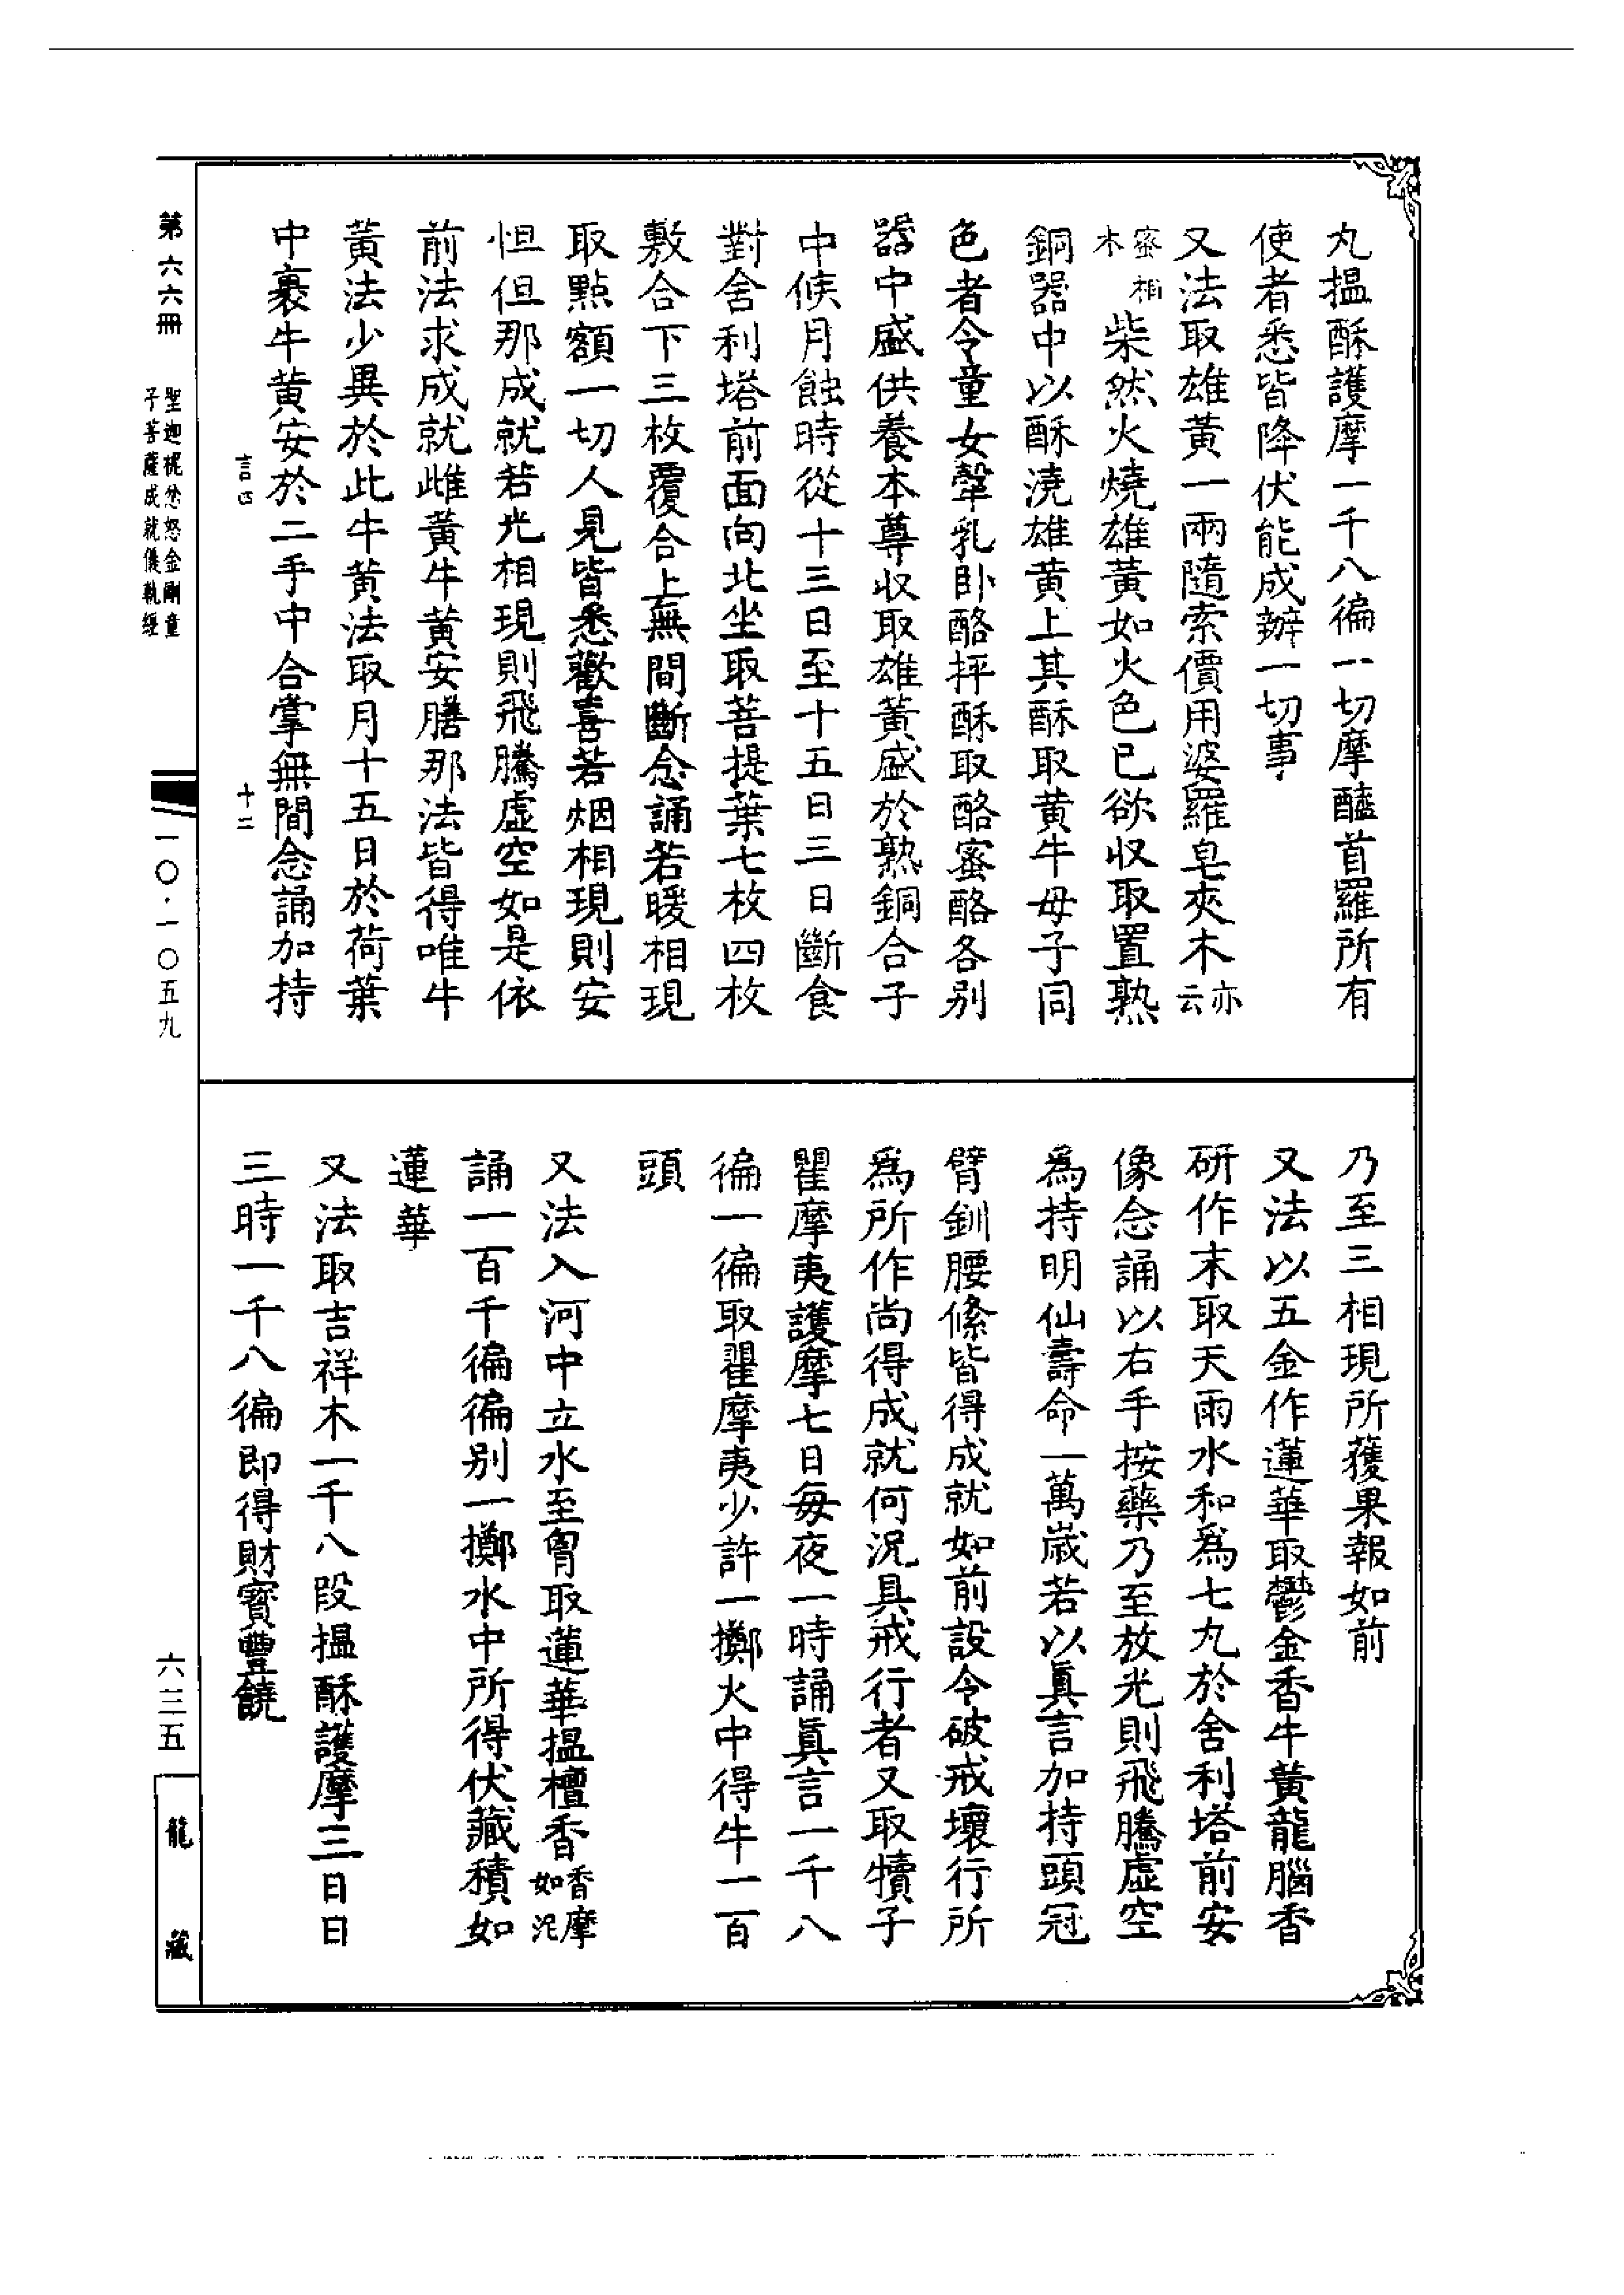 丸搵酥護摩一千八徧一切摩醯首羅所有
使者悉皆降伏能成辦一切事
又法取雄黃一兩隨索價用婆羅皂夾木亦云
蜜相木柴然火燒雄黃如火色已欲收取置熟
銅器中以酥澆雄黃上其酥取黃牛母子同
色者令童女𤚲乳卧酪抨酥取酪蜜酪各别
器中盛供養本尊收取雄黃盛於熟銅合子
中候月蝕時從十三日至十五日三日斷食
對舍利塔前面向北坐取菩提葉七枚四枚
敷合下三枚覆合上無間斷念誦若暖相現
取點額一切人見皆悉歡喜若烟相現則安
怛但那成就若光相現則飛騰虛空如是依
前法求成就雌黃牛黃安膳那法皆得唯牛
黃法少異於此牛黃法取月十五日於荷葉
中裹牛黃安於二手中合掌無間念誦加持
言四 十二
乃至三相現所獲果報如前
又法以五金作蓮華取鬱金香牛黃龍腦香
研作末取天雨水和爲七丸於舍利塔前安
像念誦以右手按藥乃至放光則飛騰虛空
爲持明仙壽命一萬歲若以真言加持頭冠
臂釧腰絛皆得成就如前設令破戒壞行所
爲所作尚得成就何況具戒行者又取犢子
瞿摩夷護摩七日每夜一時誦眞言一千八
徧一徧取瞿摩夷少許一擲火中得牛一百
頭
又法入河中立水至胷取蓮華搵檀香香摩如泥
誦一百千徧徧别一擲水中所得伏藏積如
蓮華
又法取吉祥木一千八段搵酥護摩三日日
三時一千八徧即得財寳豐饒
第六六冊 聖迦柅忿怒金剛童子菩薩成就儀軌經
一〇·一〇五九
六三五
龍藏